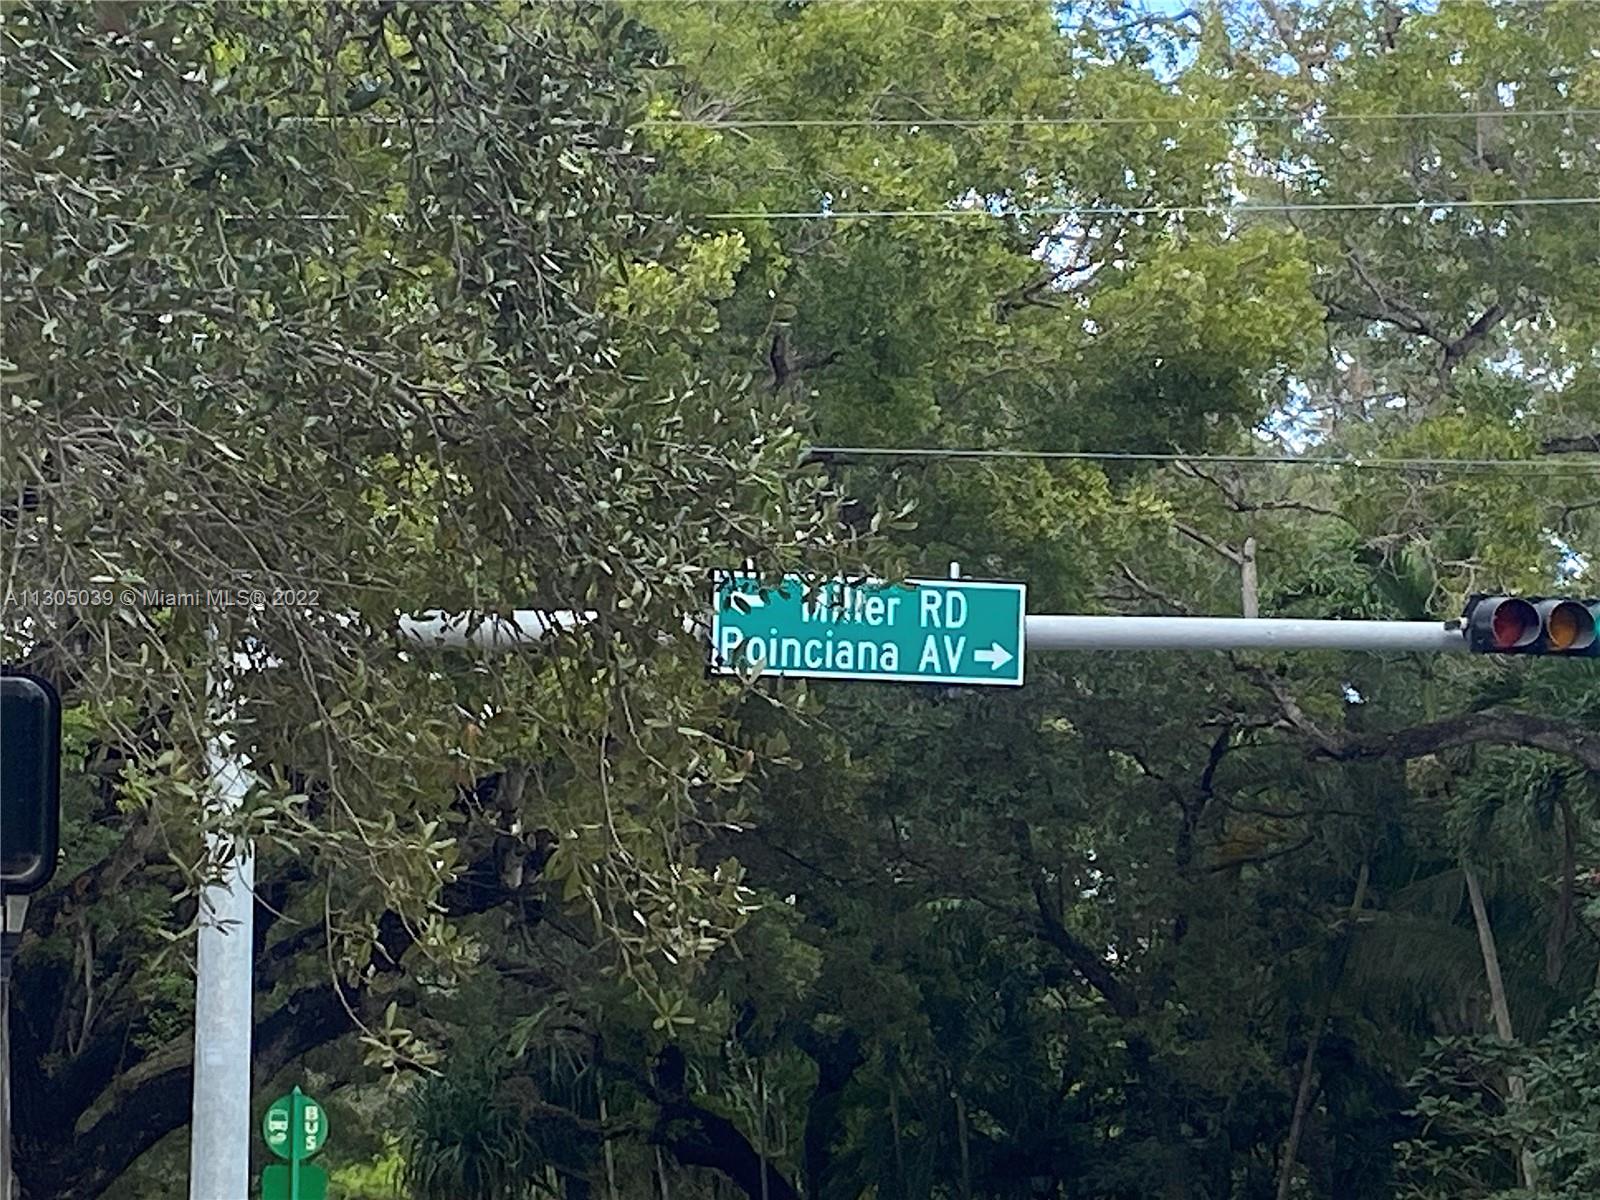 A11305039 © Miami MLS® 2022
Miller RD
Poinciana AV →
BUS